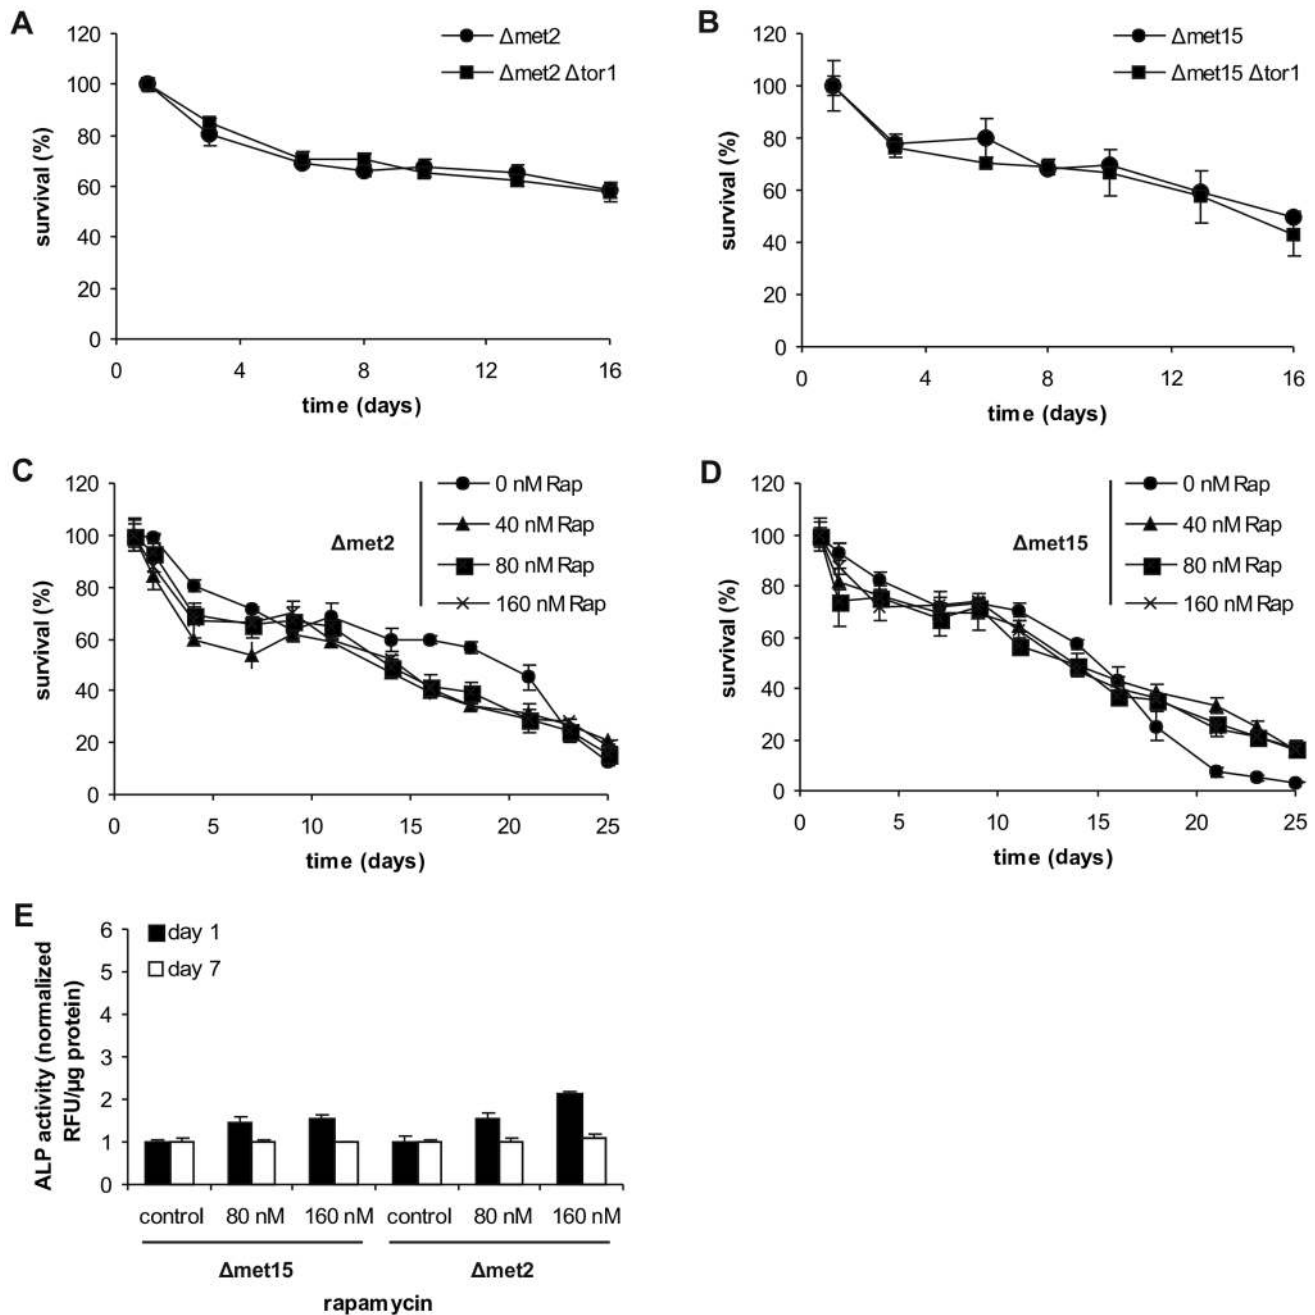 A
120
100
80
60
40
20
0
survival (%)
0 4 8 12 16
time (days)
Δmet2
Δmet2 Δtor1
B
120
100
80
60
40
20
0
survival (%)
0 4 8 12 16
time (days)
Δmet15
Δmet15 Δtor1
C
120
100
80
60
40
20
0
survival (%)
0 5 10 15 20 25
time (days)
Δmet2
0 nM Rap
40 nM Rap
80 nM Rap
160 nM Rap
D
120
100
80
60
40
20
0
survival (%)
0 5 10 15 20 25
time (days)
Δmet15
0 nM Rap
40 nM Rap
80 nM Rap
160 nM Rap
E
6
5
4
3
2
1
0
ALP activity (normalized
RFU/µg protein)
day 1
day 7
control 80 nM 160 nM control 80 nM 160 nM
Δmet15 Δmet2
rapamycin